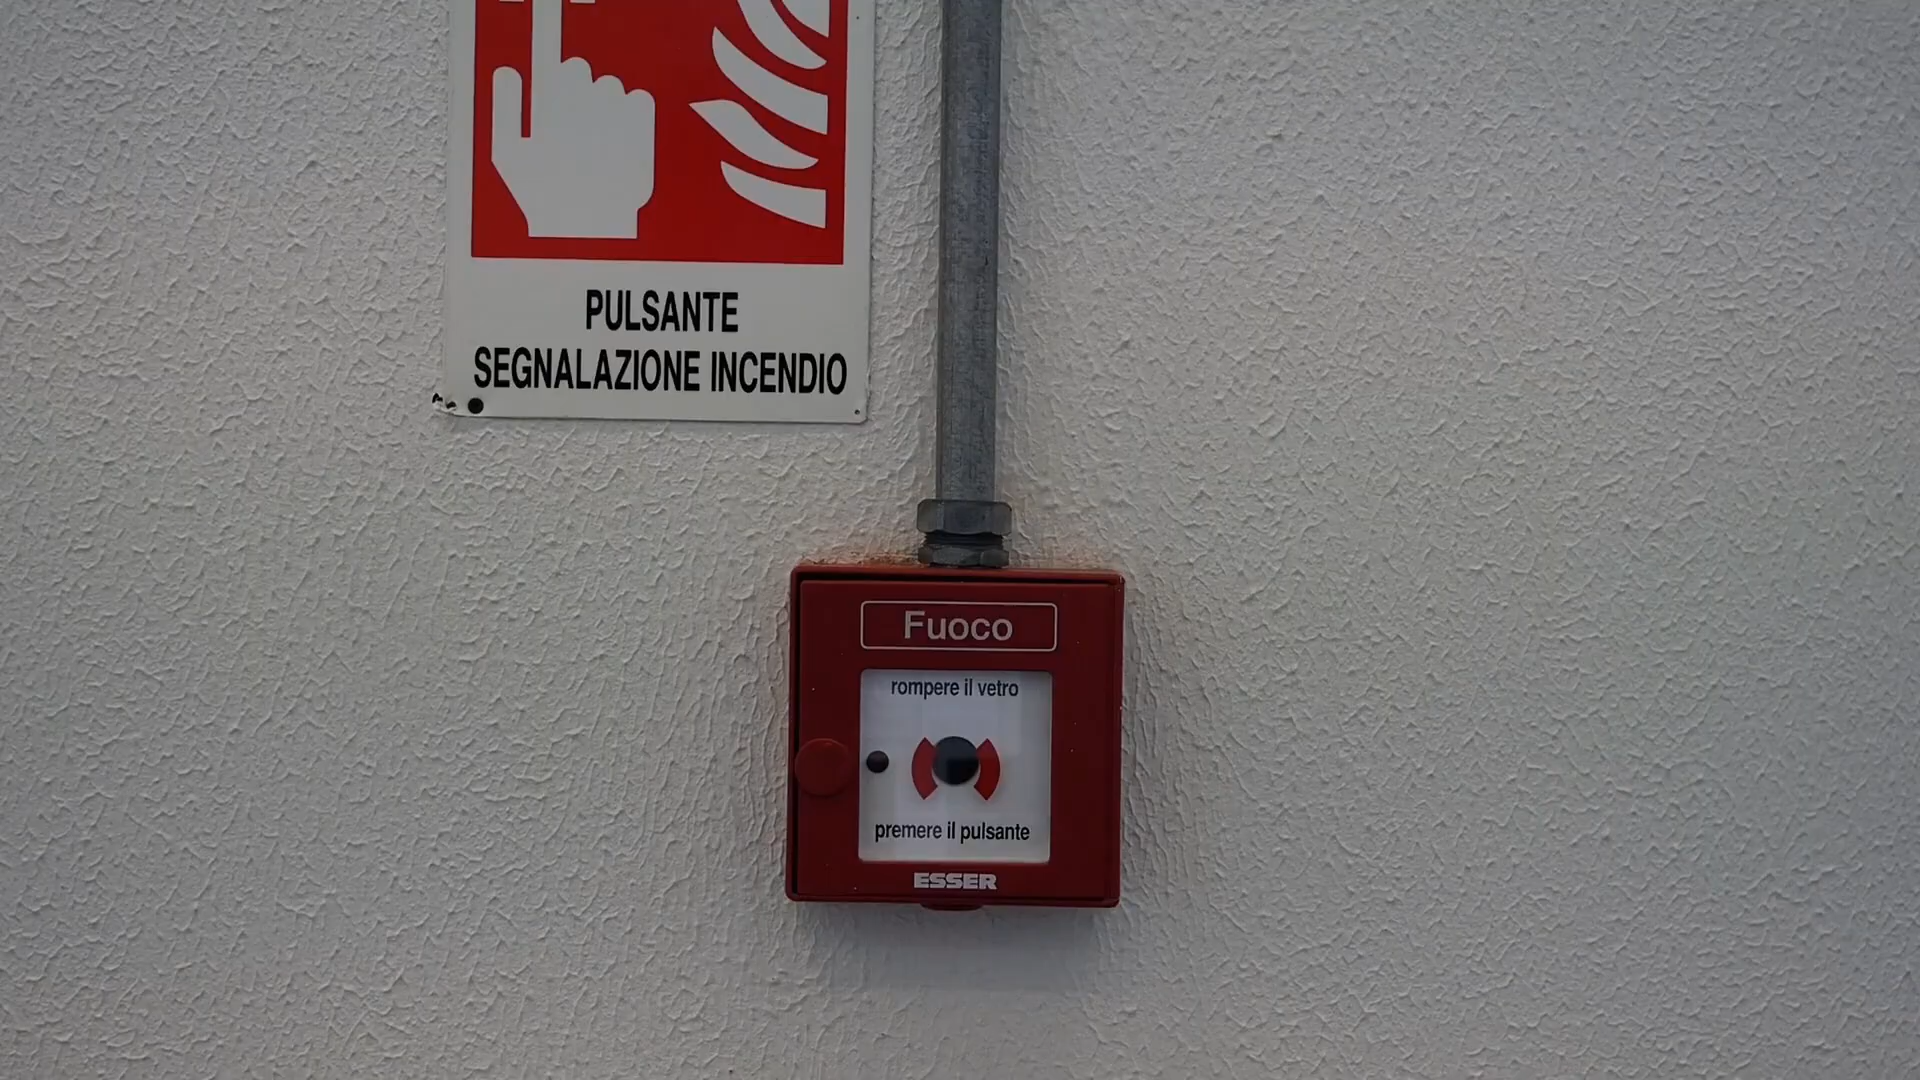 PULSANTE
SEGNALAZIONE INCENDIO
Fuoco
rompere il vetro
premere il pulsante
ESSER